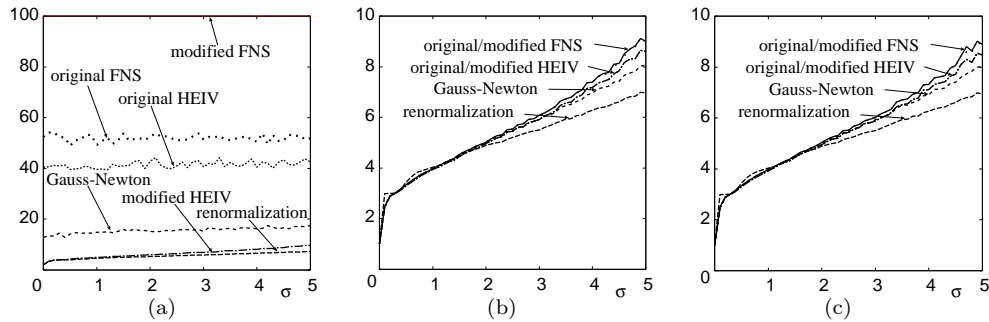 100
80
60
40
20
0
1
2
3
4
5
σ
modified FNS
original FNS
original HEIV
Gauss-Newton
modified HEIV
renormalization
(a)
10
8
6
4
2
0
1
2
3
4
5
σ
original/modified FNS
original/modified HEIV
Gauss-Newton
renormalization
(b)
10
8
6
4
2
0
1
2
3
4
5
σ
original/modified FNS
original/modified HEIV
Gauss-Newton
renormalization
(c)